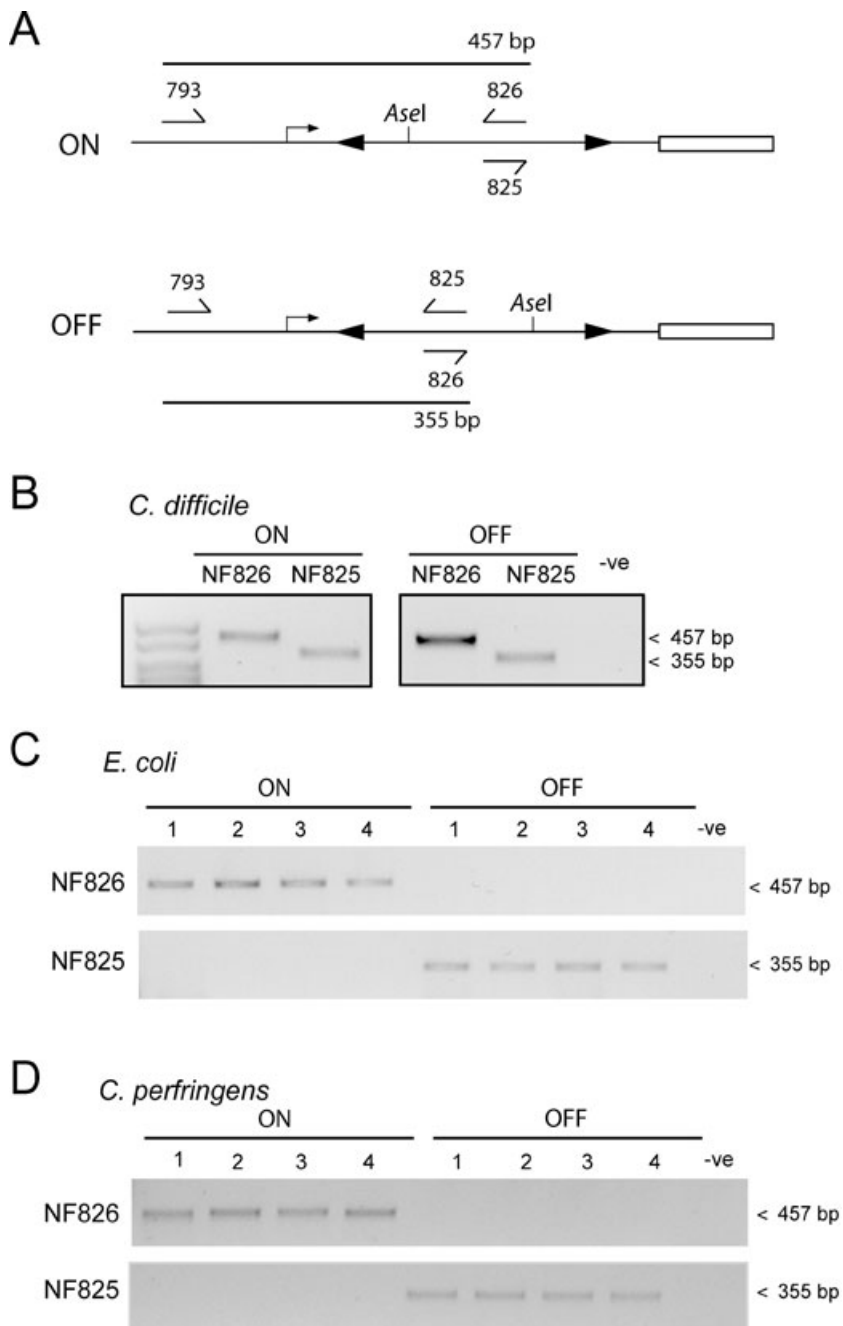 A
457 bp
793 826
AseI
ON
825
793 825
AseI
OFF
826
355 bp
B
C. difficile
ON OFF
NF826 NF825 NF826 NF825 -ve
< 457 bp
< 355 bp
C
E. coli
ON OFF
1 2 3 4 1 2 3 4 -ve
NF826 < 457 bp
NF825 < 355 bp
D
C. perfringens
ON OFF
1 2 3 4 1 2 3 4 -ve
NF826 < 457 bp
NF825 < 355 bp